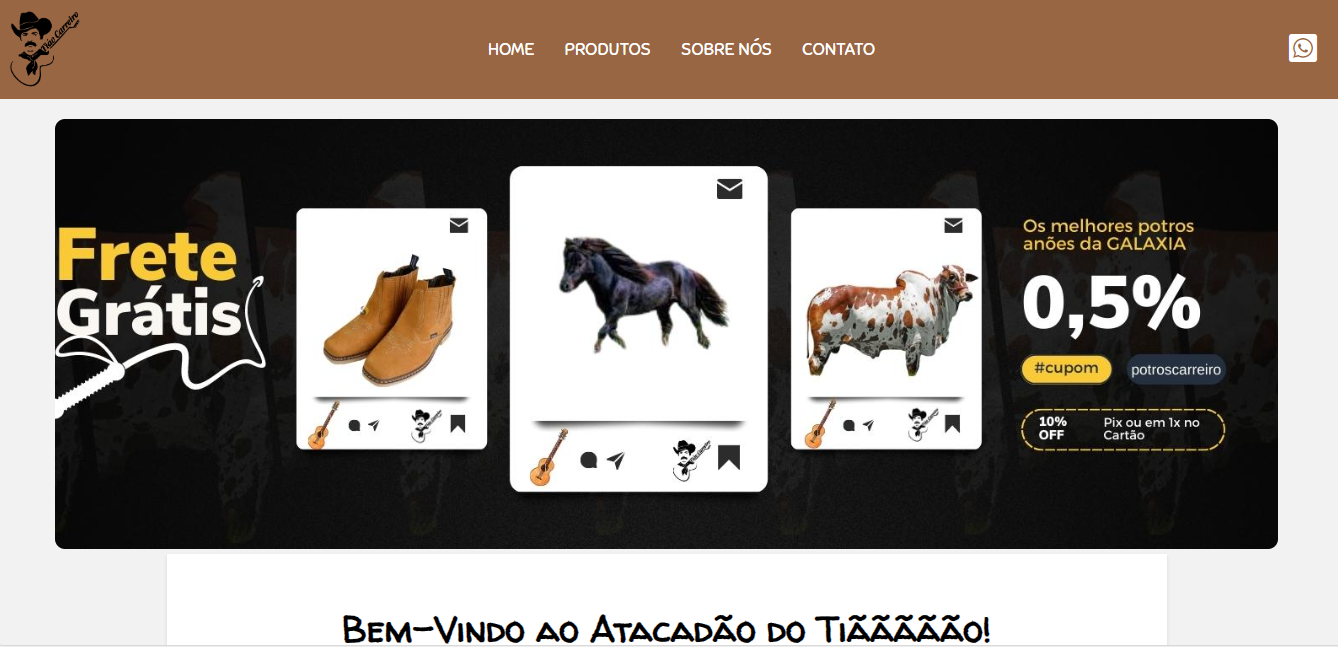 Tião Carreiro
HOME PRODUTOS SOBRE NÓS CONTATO
Frete
Grátis
Os melhores potros
anões da GALAXIA
0,5%
#cupom potroscarreiro
10%
OFF
Pix ou em 1x no
Cartão
Bem-Vindo ao Atacadão do Tiãããããão!